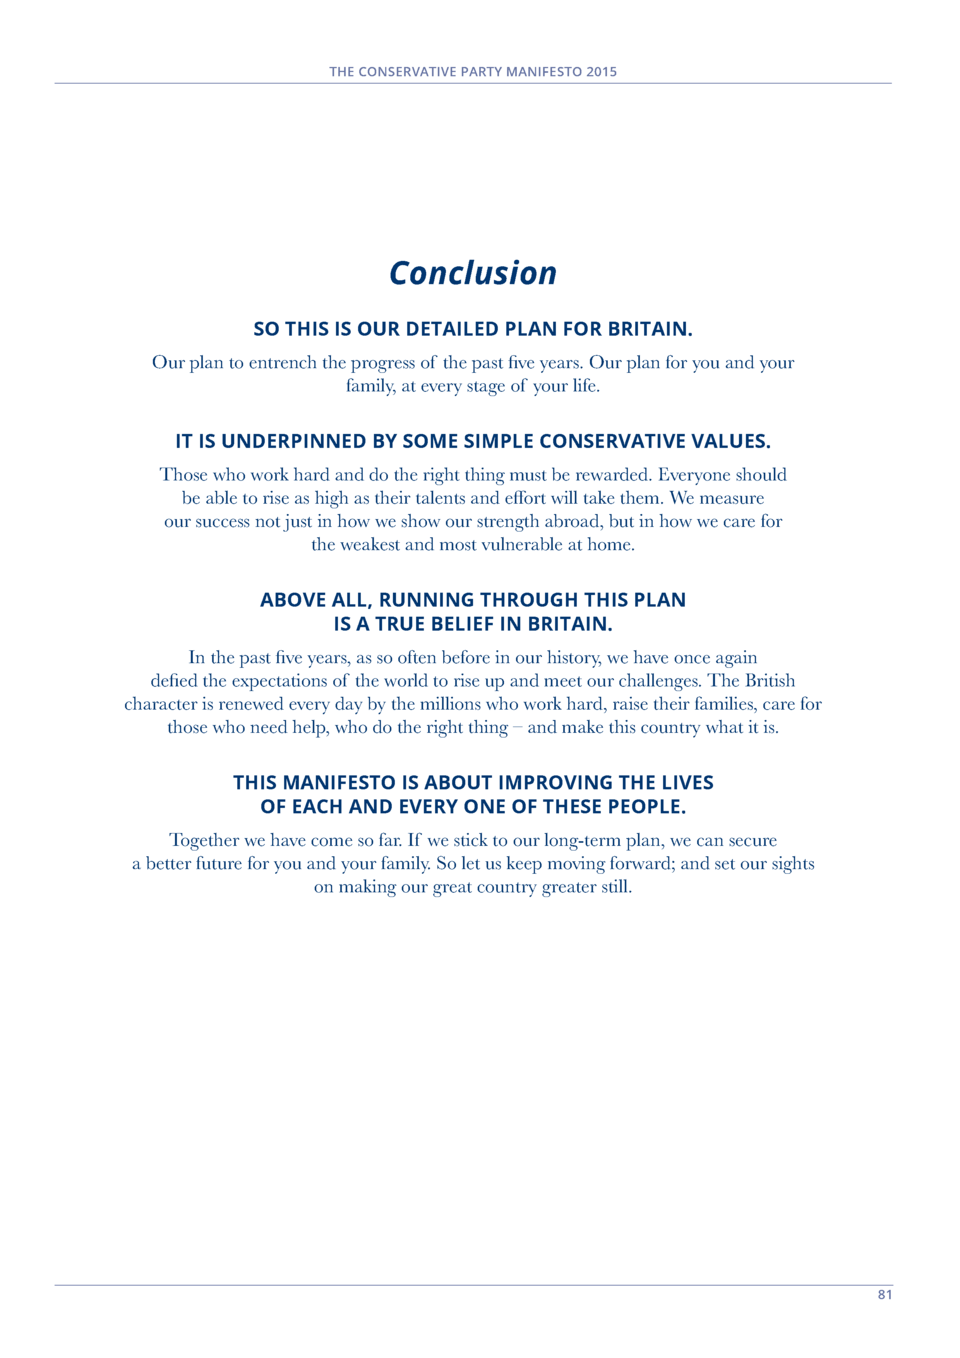 THE CONSERVATIVE PARTY MANIFESTO 2015
Conclusion
SO THIS IS OUR DETAILED PLAN FOR BRITAIN.
Our plan to entrench the progress of the past five years. Our plan for you and your
family, at every stage of your life.
IT IS UNDERPINNED BY SOME SIMPLE CONSERVATIVE VALUES.
Those who work hard and do the right thing must be rewarded. Everyone should
be able to rise as high as their talents and effort will take them. We measure
our success not just in how we show our strength abroad, but in how we care for
the weakest and most vulnerable at home.
ABOVE ALL, RUNNING THROUGH THIS PLAN
IS A TRUE BELIEF IN BRITAIN.
In the past five years, as so often before in our history, we have once again
defied the expectations of the world to rise up and meet our challenges. The British
character is renewed every day by the millions who work hard, raise their families, care for
those who need help, who do the right thing – and make this country what it is.
THIS MANIFESTO IS ABOUT IMPROVING THE LIVES
OF EACH AND EVERY ONE OF THESE PEOPLE.
Together we have come so far. If we stick to our long-term plan, we can secure
a better future for you and your family. So let us keep moving forward; and set our sights
on making our great country greater still.
81